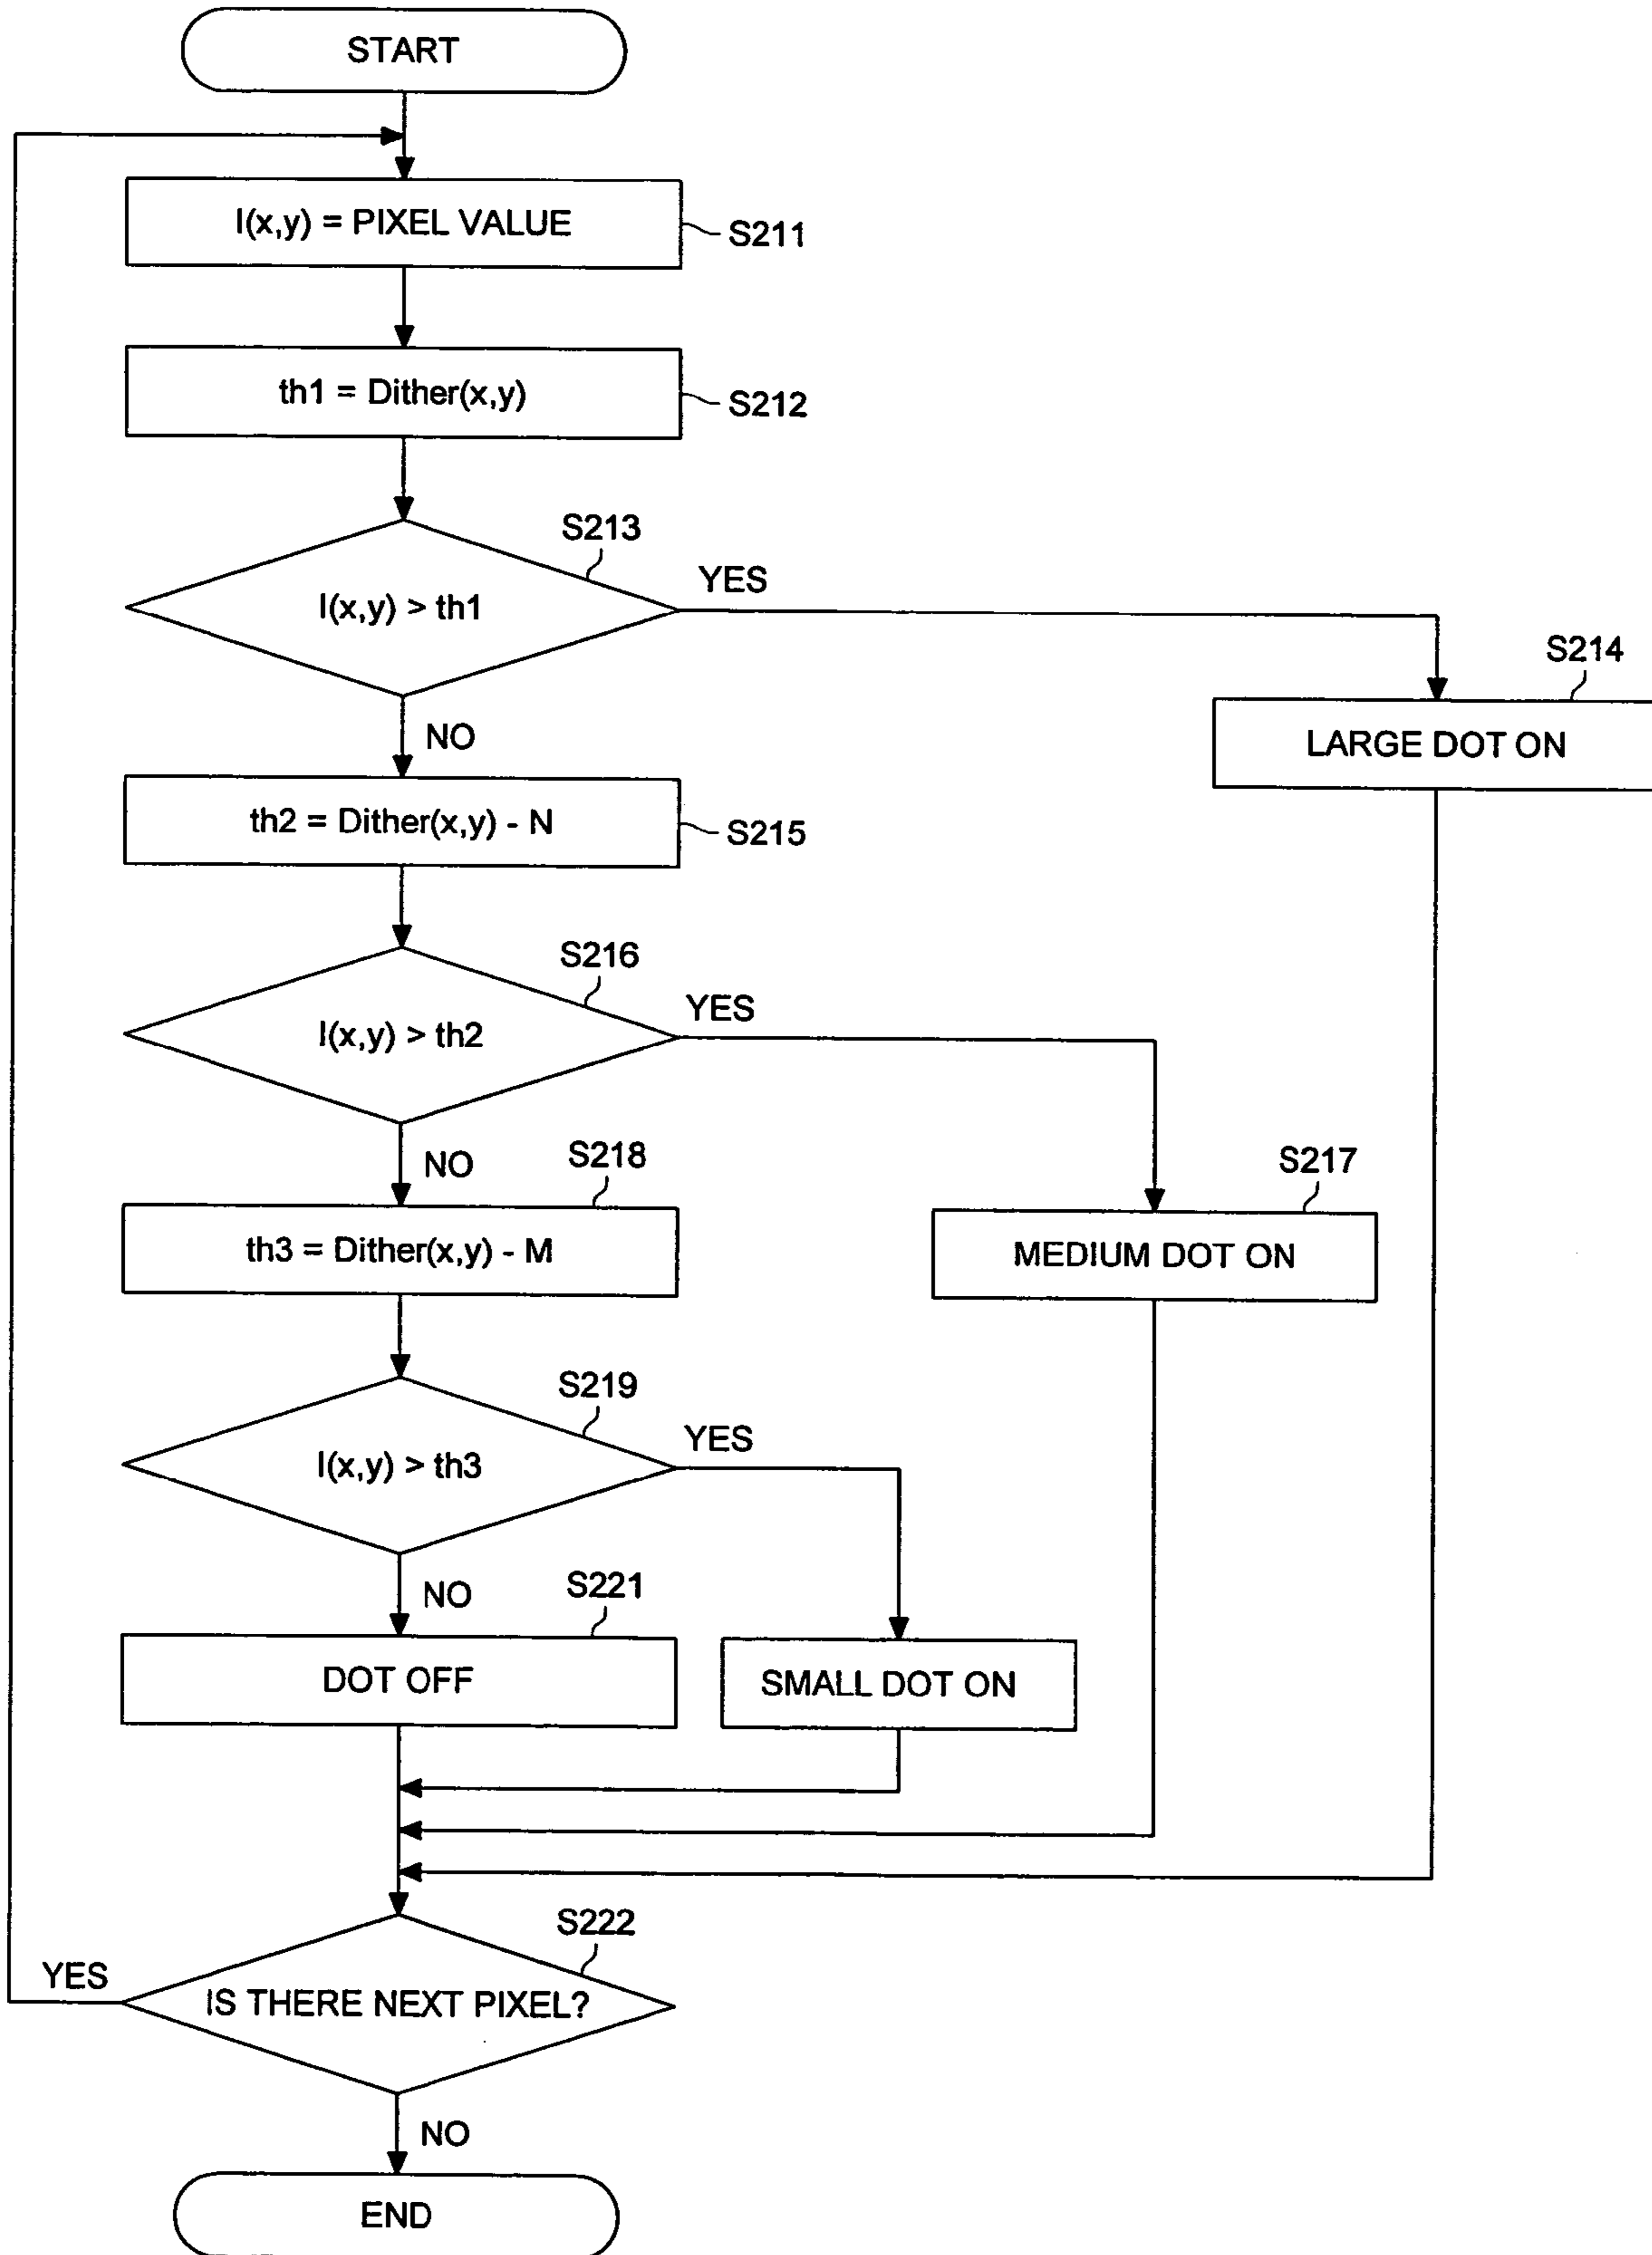 START
I(x,y) = PIXEL VALUE
S211
th1 = Dither(x,y)
S212
S213
I(x,y) > th1
YES
NO
S214
LARGE DOT ON
th2 = Dither(x,y) - N
S215
S216
I(x,y) > th2
YES
NO
S217
MEDIUM DOT ON
S218
th3 = Dither(x,y) - M
S219
I(x,y) > th3
YES
NO
S221
DOT OFF
SMALL DOT ON
S222
IS THERE NEXT PIXEL?
YES
NO
END